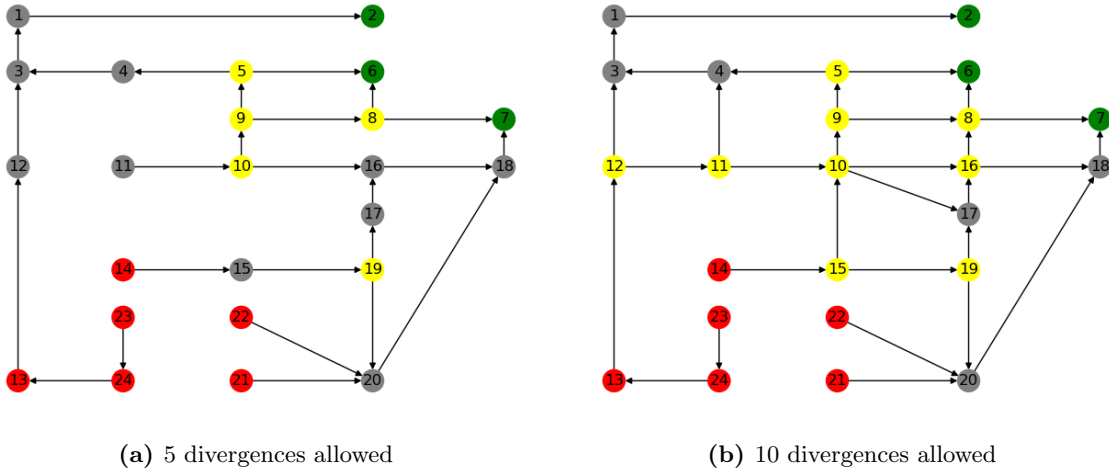 1 2 1 2
3 4 5 6 3 4 5 6
9 8 7 9 8 7
12 11 10 16 18 12 11 10 16 18
17 17
14 15 19 14 15 19
23 22 23 22
13 24 21 20 13 24 21 20
(a) 5 divergences allowed (b) 10 divergences allowed